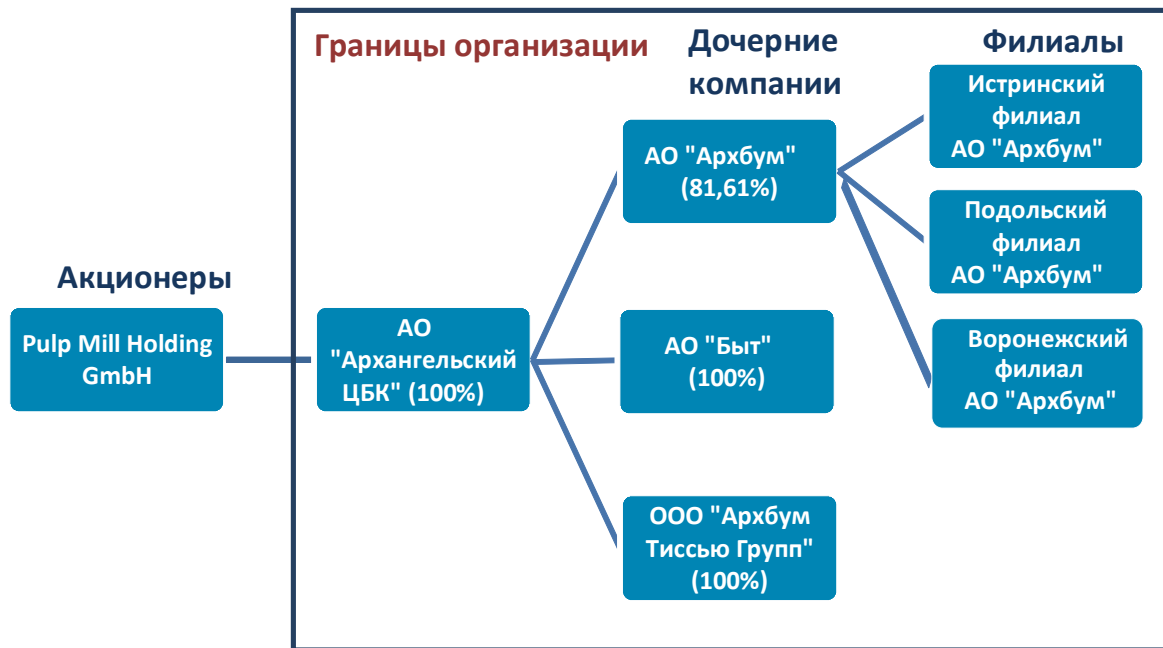 Границы организации
Дочерние
компании
Филиалы
Истринский
филиал
АО "Архбум"
АО "Архбум"
(81,61%)
Подольский
филиал
АО "Архбум"
Акционеры
Pulp Mill Holding
GmbH
АО
"Архангельский
ЦБК" (100%)
АО "Быт"
(100%)
Воронежский
филиал
АО "Архбум"
ООО "Архбум
Тиссью Групп"
(100%)